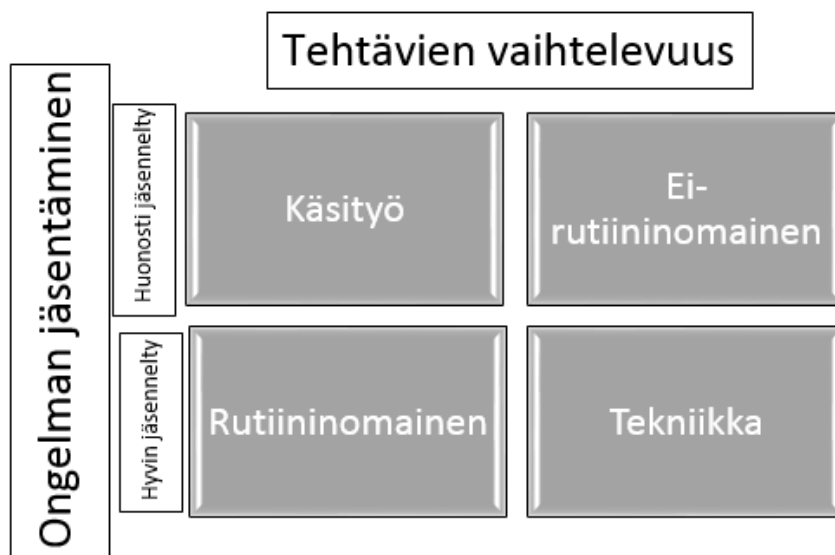 Tehtävien vaihtelevuus
Ongelman jäsentäminen
Huonosti jäsennelty
Käsityö
Ei-
rutiininomainen
Hyvin jäsennelty
Rutiininomainen
Tekniikka